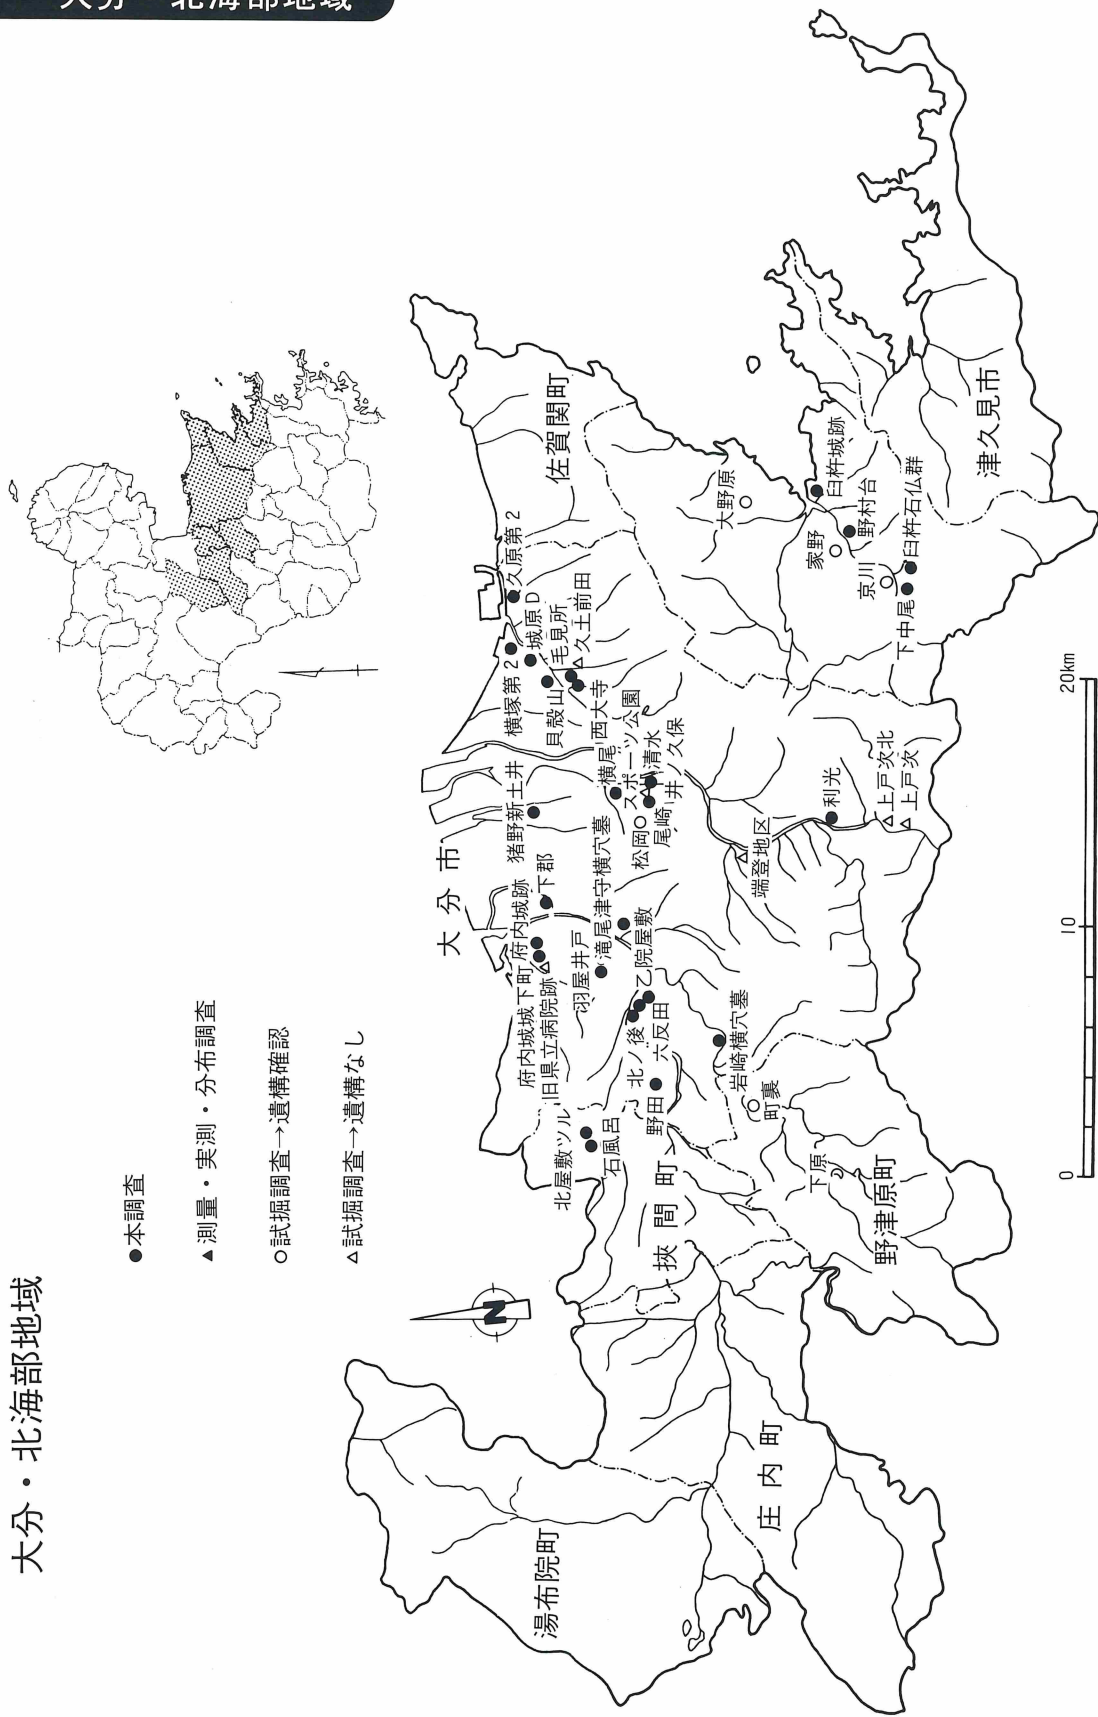 大分・北海部地域
大分・北海部地域
●本調査
▲測量・実測・分布調査
○試掘調査→遺構確認
△試掘調査→遺構なし
N
湯布院町
庄内町
挾間町
野津原町
大分市
佐賀関町
津久見市
北屋敷ツル
石風呂
野田
北ノ後
六反田
乙院屋敷
岩崎横穴墓
町裏
下原
府内城城下町
旧県立病院跡
府内城跡
下郡
羽屋井戸
滝尾津守横穴墓
猪野新土井
横尾
松岡
スポーツ公園
尾崎
清水
井ノ久保
端登地区
利光
上戸次北
上戸次
横塚第2
久原第2
城原D
貝殻山
毛見所
西大寺
久土前田
大野原
家野
臼杵城跡
野村台
京川
臼杵石仏群
下中尾
0
10
20km